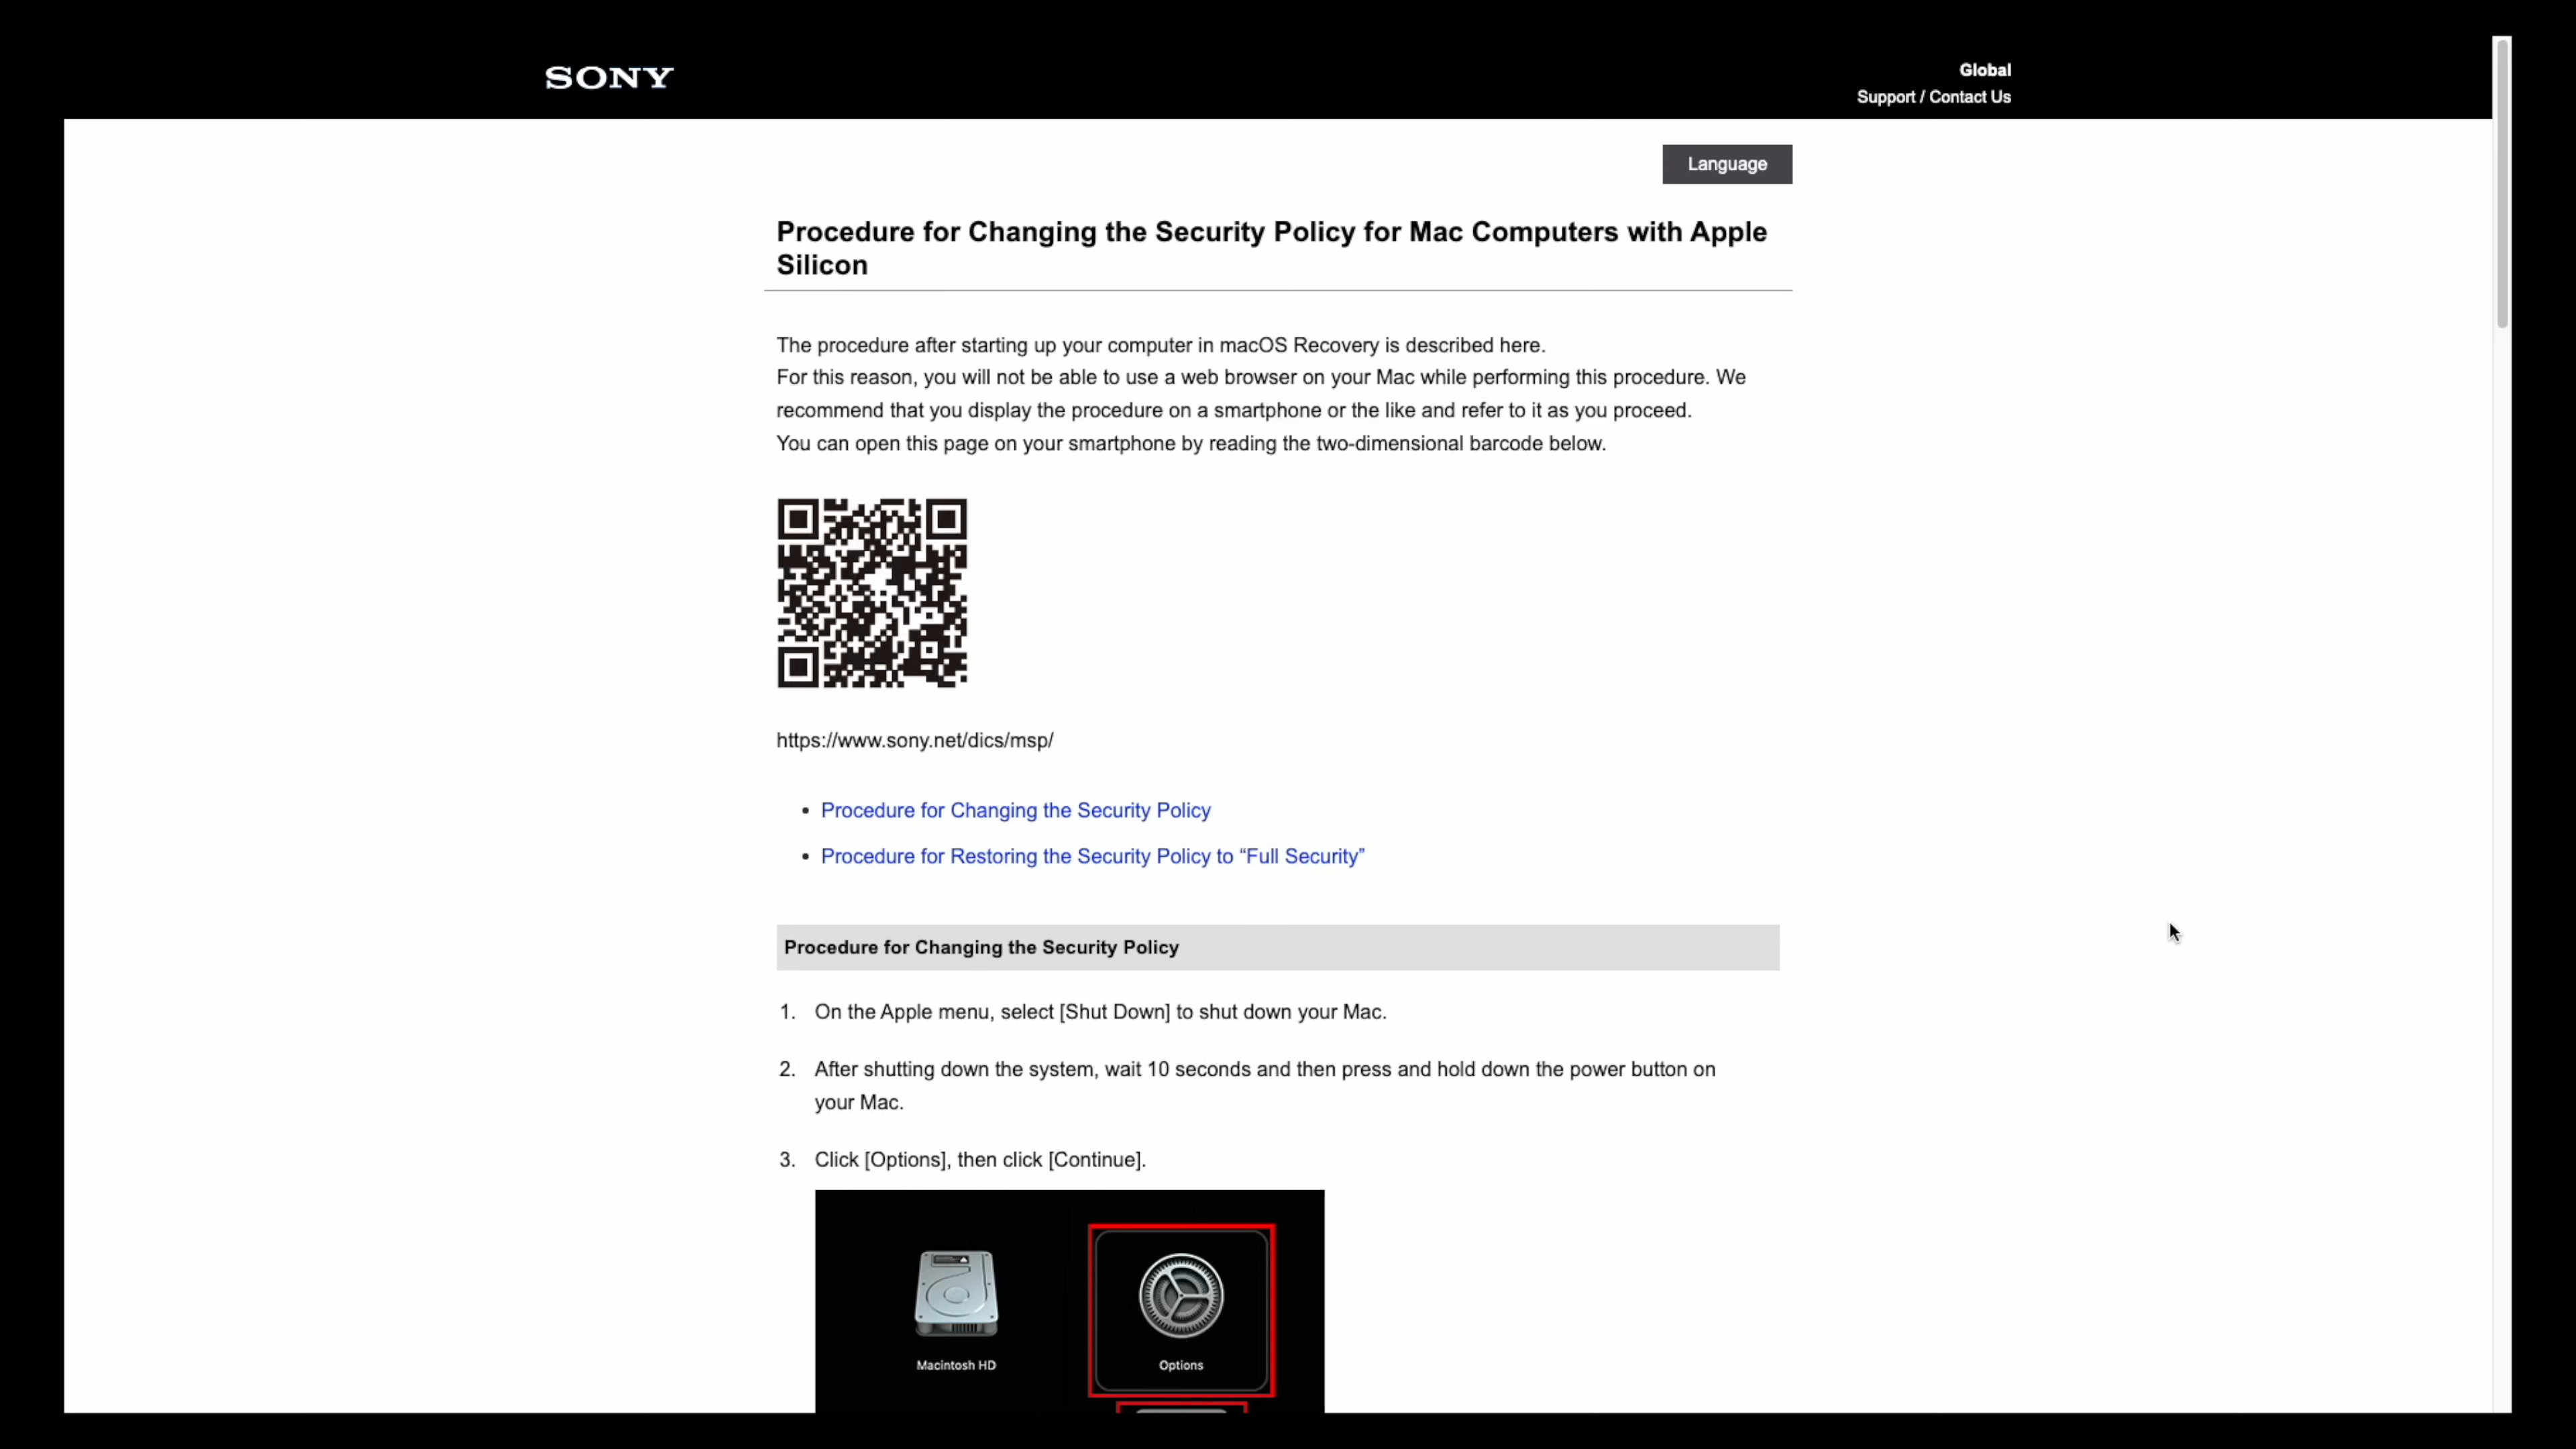 SONY
Global
Support / Contact Us
Language
Procedure for Changing the Security Policy for Mac Computers with Apple
Silicon
The procedure after starting up your computer in macOS Recovery is described here.
For this reason, you will not be able to use a web browser on your Mac while performing this procedure. We
recommend that you display the procedure on a smartphone or the like and refer to it as you proceed.
You can open this page on your smartphone by reading the two-dimensional barcode below.
https://www.sony.net/dics/msp/
• Procedure for Changing the Security Policy
• Procedure for Restoring the Security Policy to “Full Security”
Procedure for Changing the Security Policy
1. On the Apple menu, select [Shut Down] to shut down your Mac.
2. After shutting down the system, wait 10 seconds and then press and hold down the power button on
your Mac.
3. Click [Options], then click [Continue].
Macintosh HD
Options